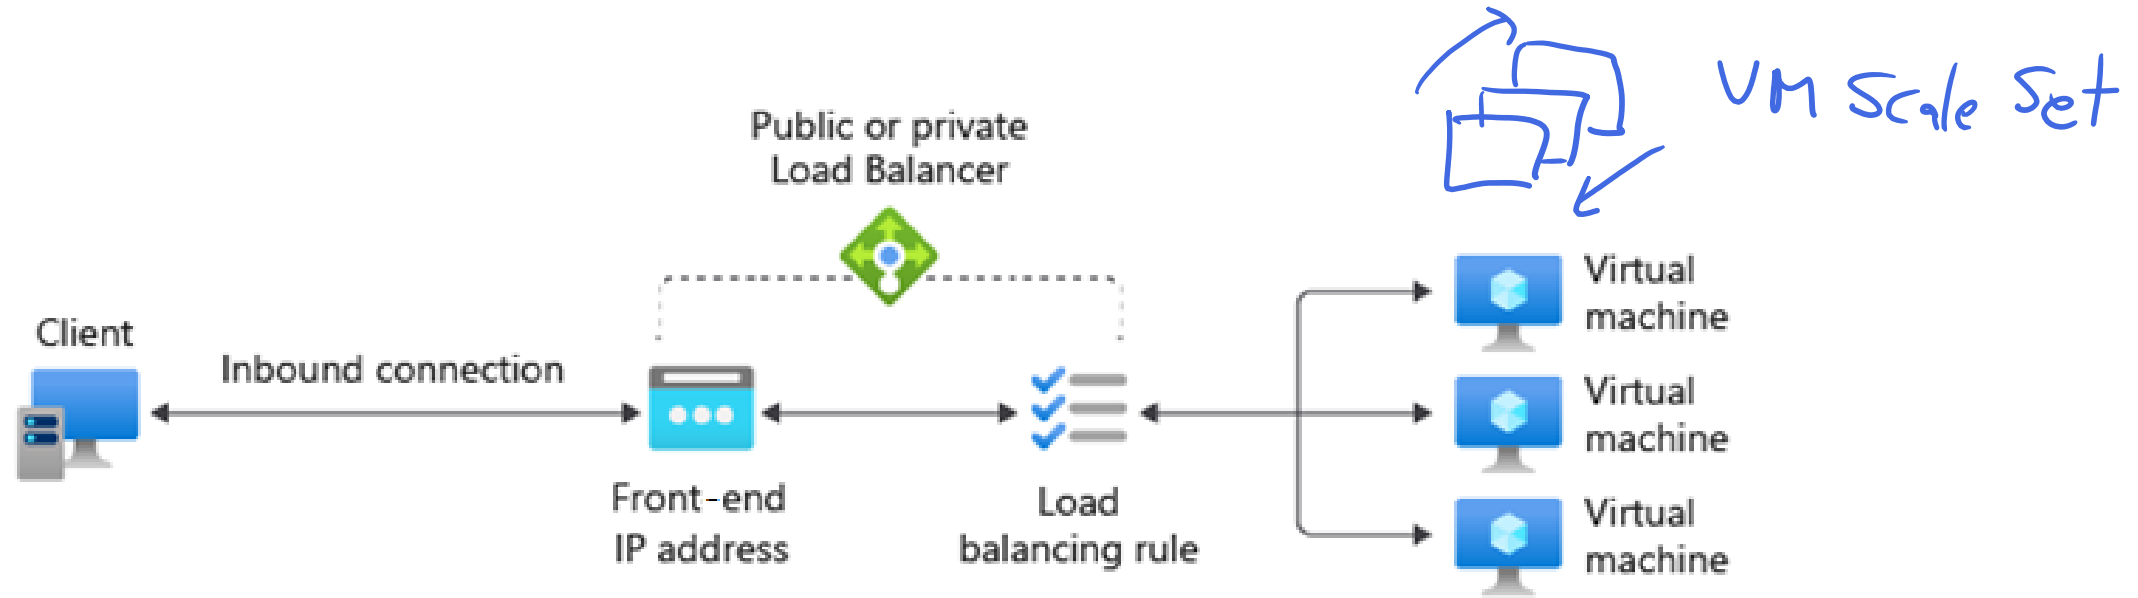 VM Scale Set
Public or private
Load Balancer
Client
Inbound connection
Front-end
IP address
Load
balancing rule
Virtual
machine
Virtual
machine
Virtual
machine